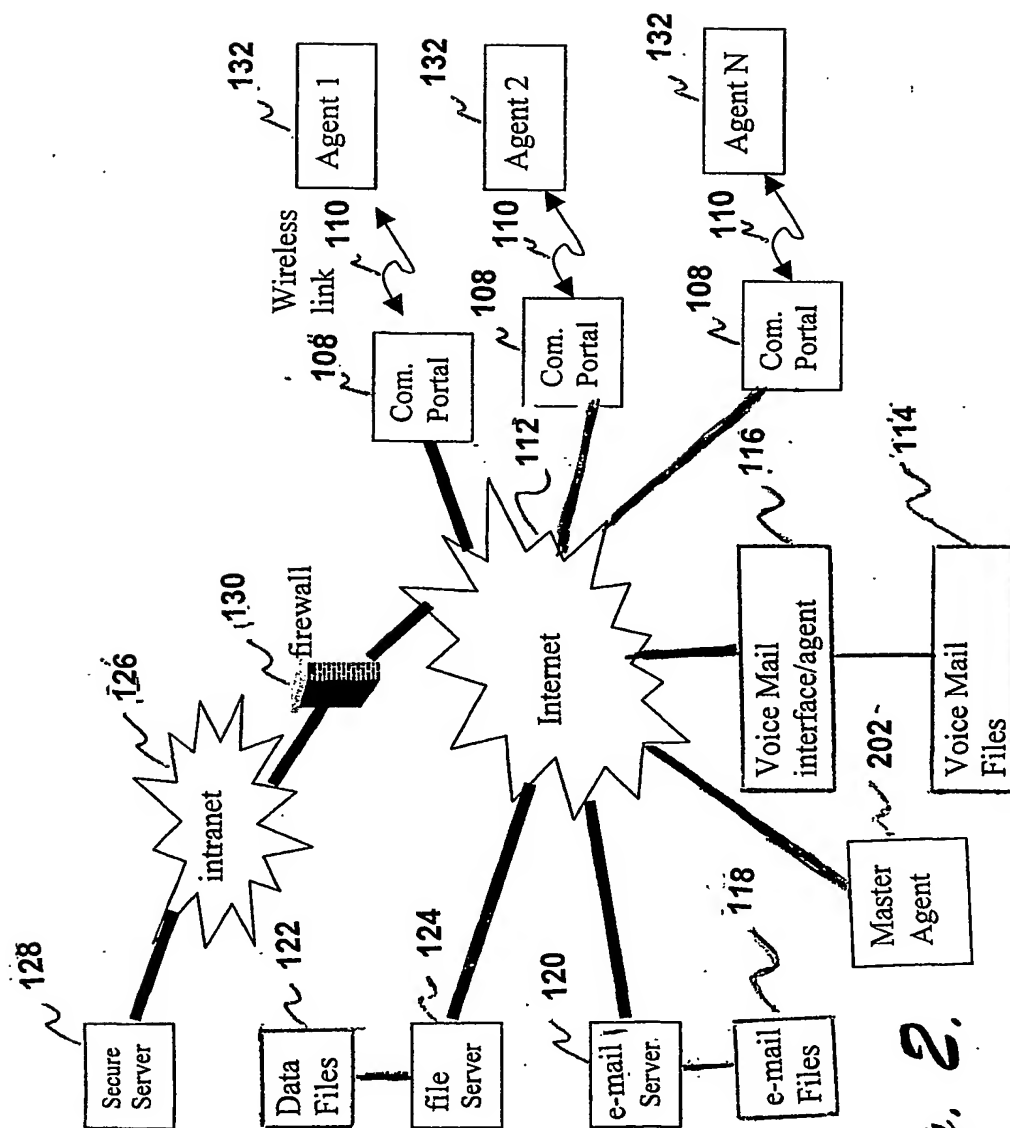 128
Secure
Server
126
intranet
130
firewall
122
Data
Files
124
file
Server
120
e-mail
Server.
118
e-mail
Files
Internet
112
Wireless
link
110
110
110
108
Com.
Portal
108
Com.
Portal
108
Com.
Portal
132
Agent 1
132
Agent 2
132
Agent N
202
Master
Agent
116
Voice Mail
interface/agent
114
Voice Mail
Files
2.